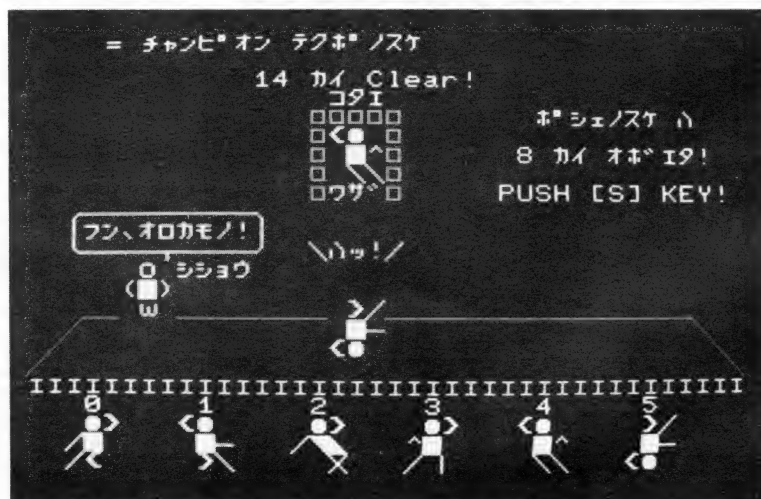 = チャンピオン テクポノスケ
14 カイ Clear!
コタエ
ワザ
ポシェノスケ ハ
8 カイ オボエタ!
PUSH [S] KEY!
フン、オロカモノ!
シショウ
\ハッ!/
0 1 2 3 4 5